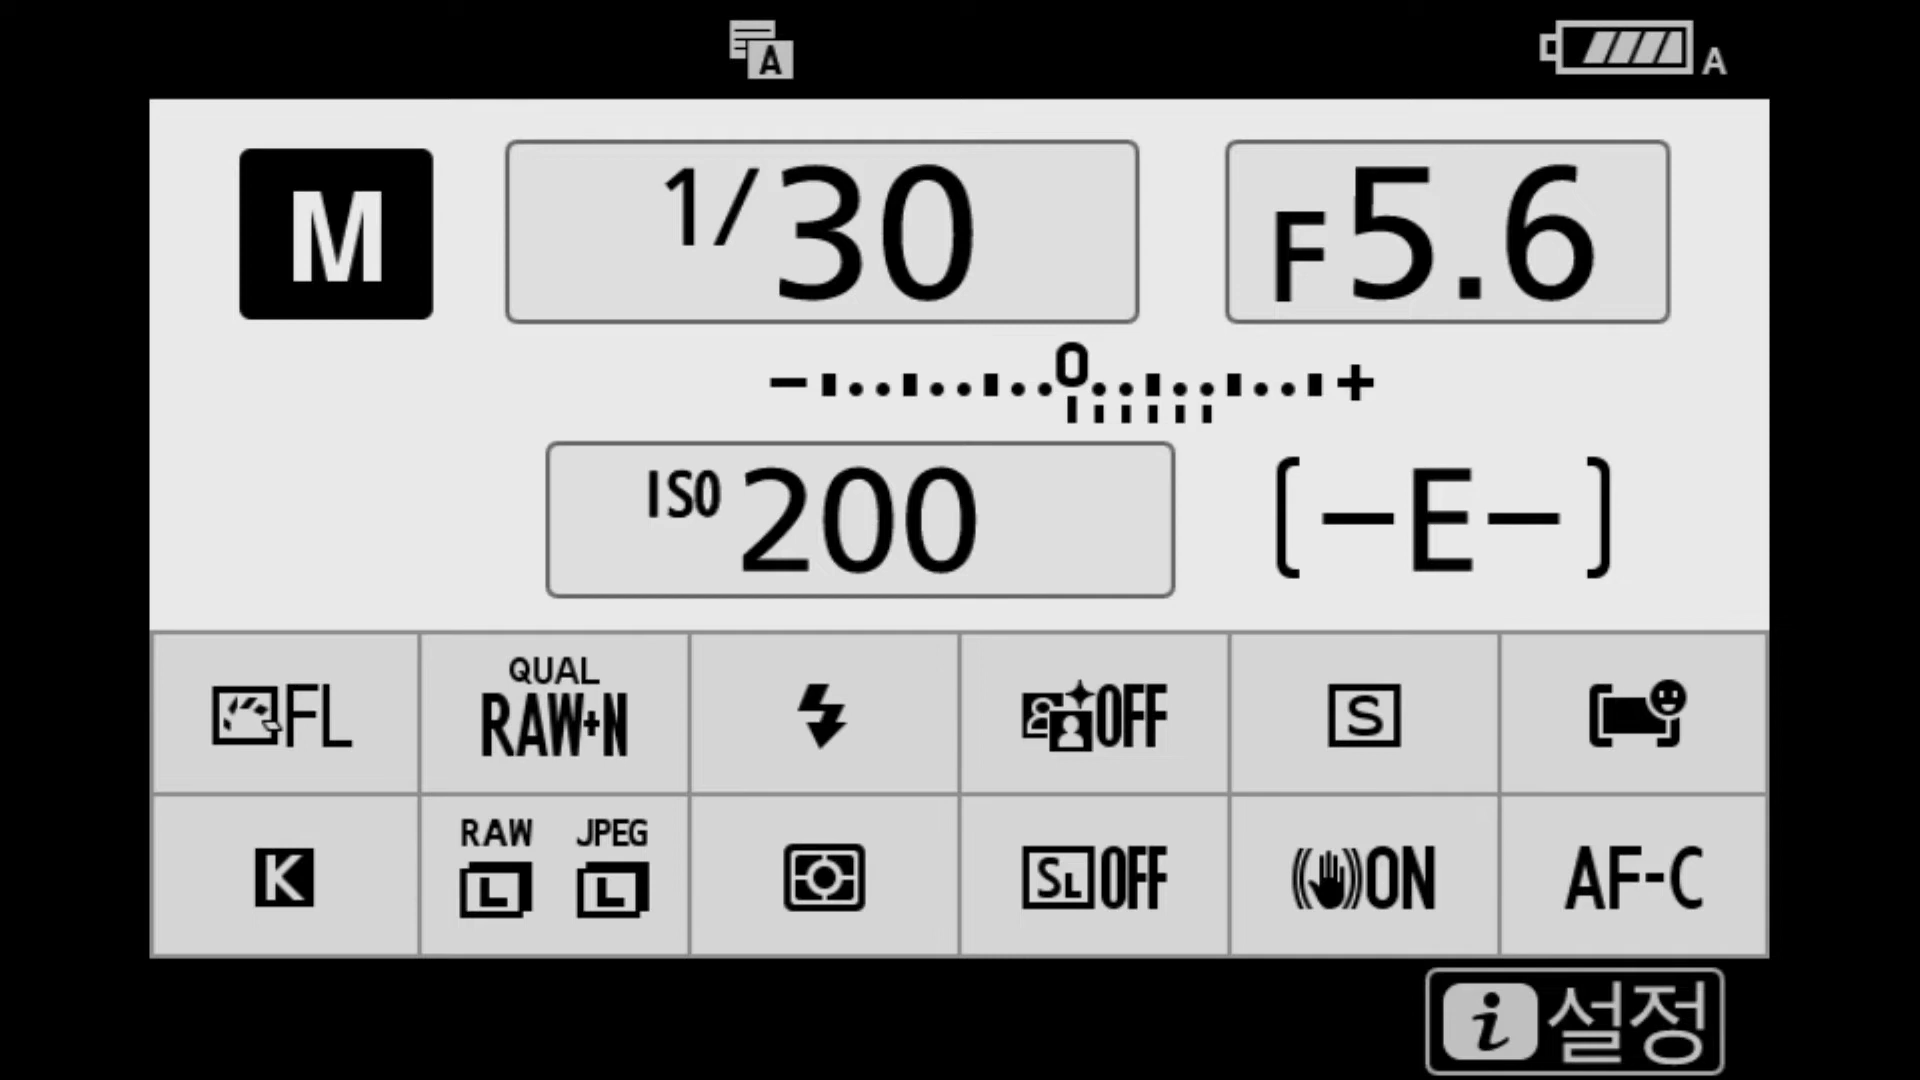 A
A
M 1/30 F5.6
− 0 +
ISO 200 [−E−]
FL QUAL RAW+N OFF S
K RAW L JPEG L SL OFF ON AF-C
i 설정